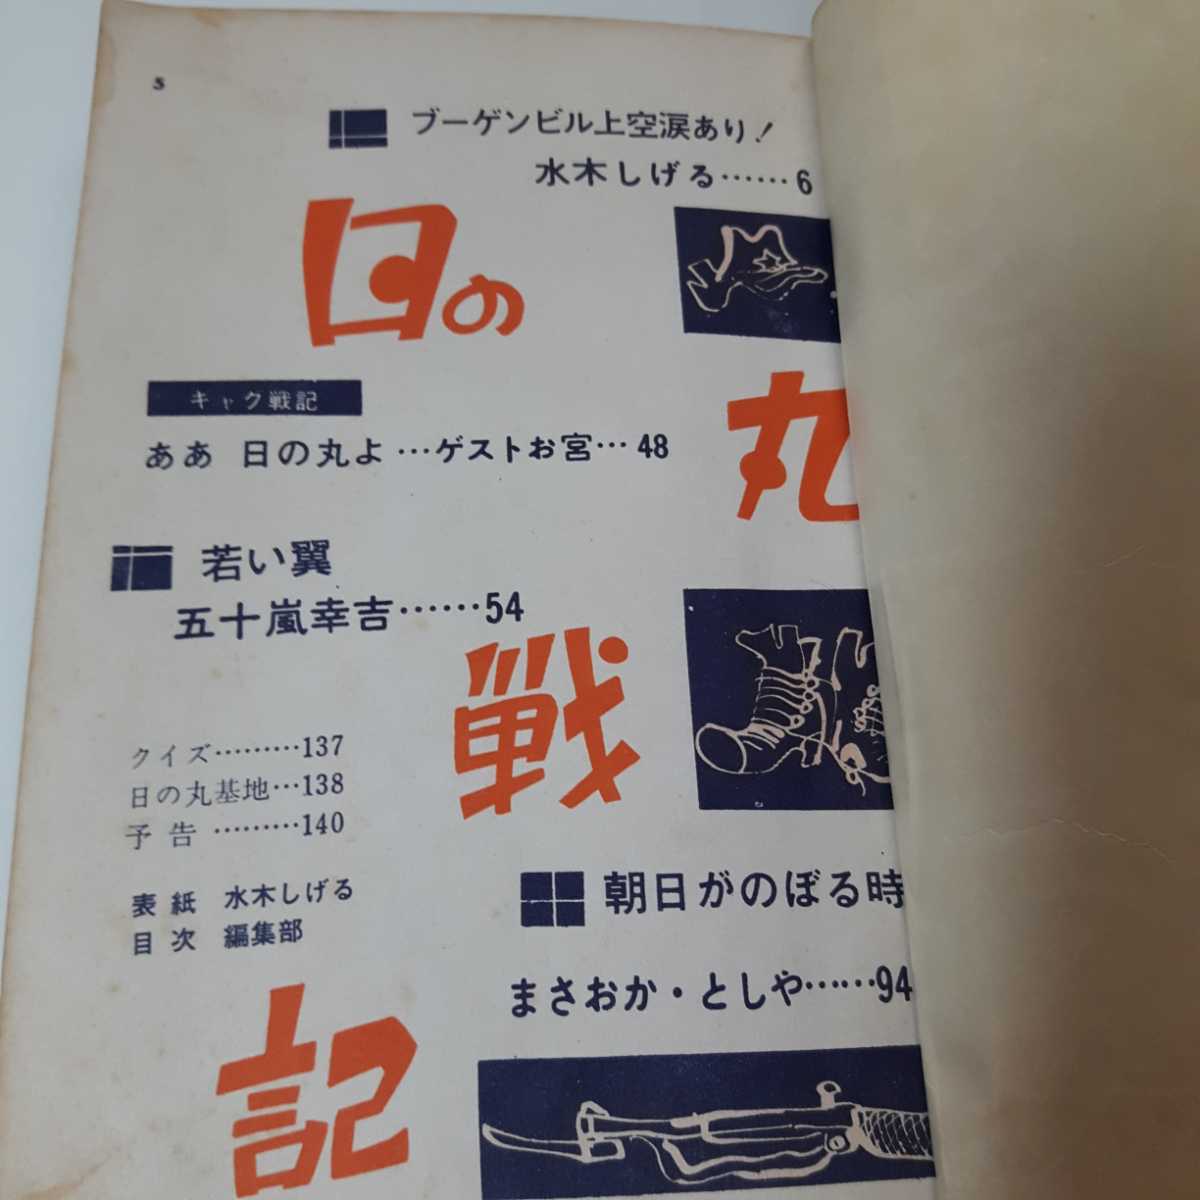 5
ブーゲンビル上空涙あり！
水木しげる……6
日の
丸
キャク戦記
ああ 日の丸よ…ゲストお宮…48
若い翼
五十嵐幸吉……54
戦
クイズ………137
日の丸基地…138
予告………140
表紙 水木しげる
目次 編集部
朝日がのぼる時
まさおか・としや……94
記